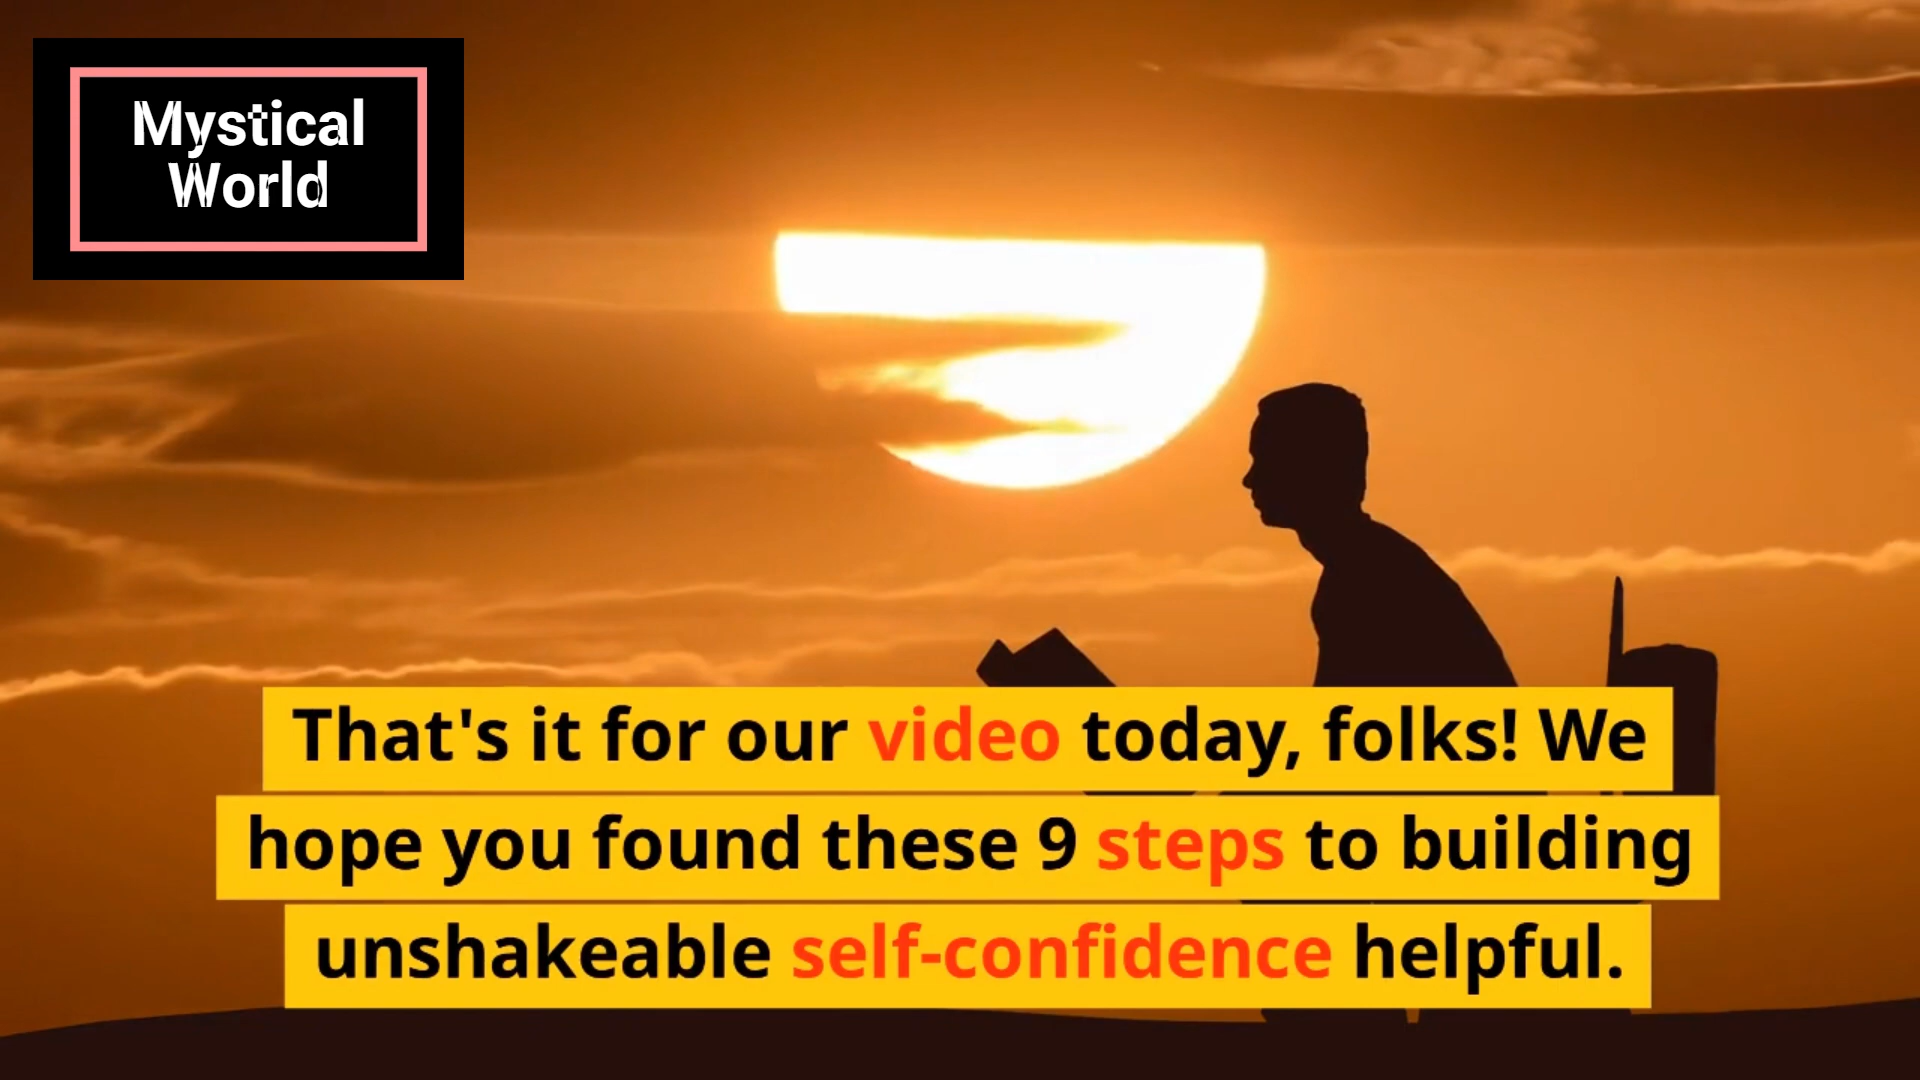 Mystical
World
That's it for our video today, folks! We
hope you found these 9 steps to building
unshakeable self-confidence helpful.